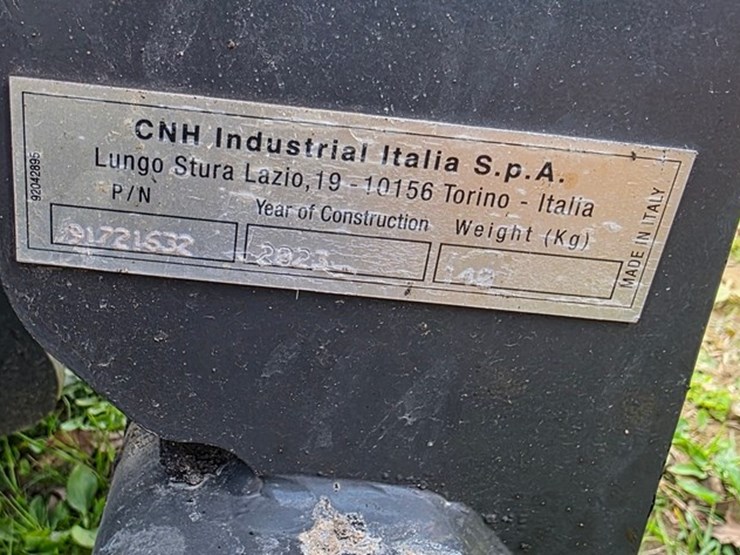 CNH Industrial Italia S.p.A.
Lungo Stura Lazio,19 - 10156 Torino - Italia
P/N Year of Construction Weight (Kg)
91721632 2023
92042895
MADE IN ITALY